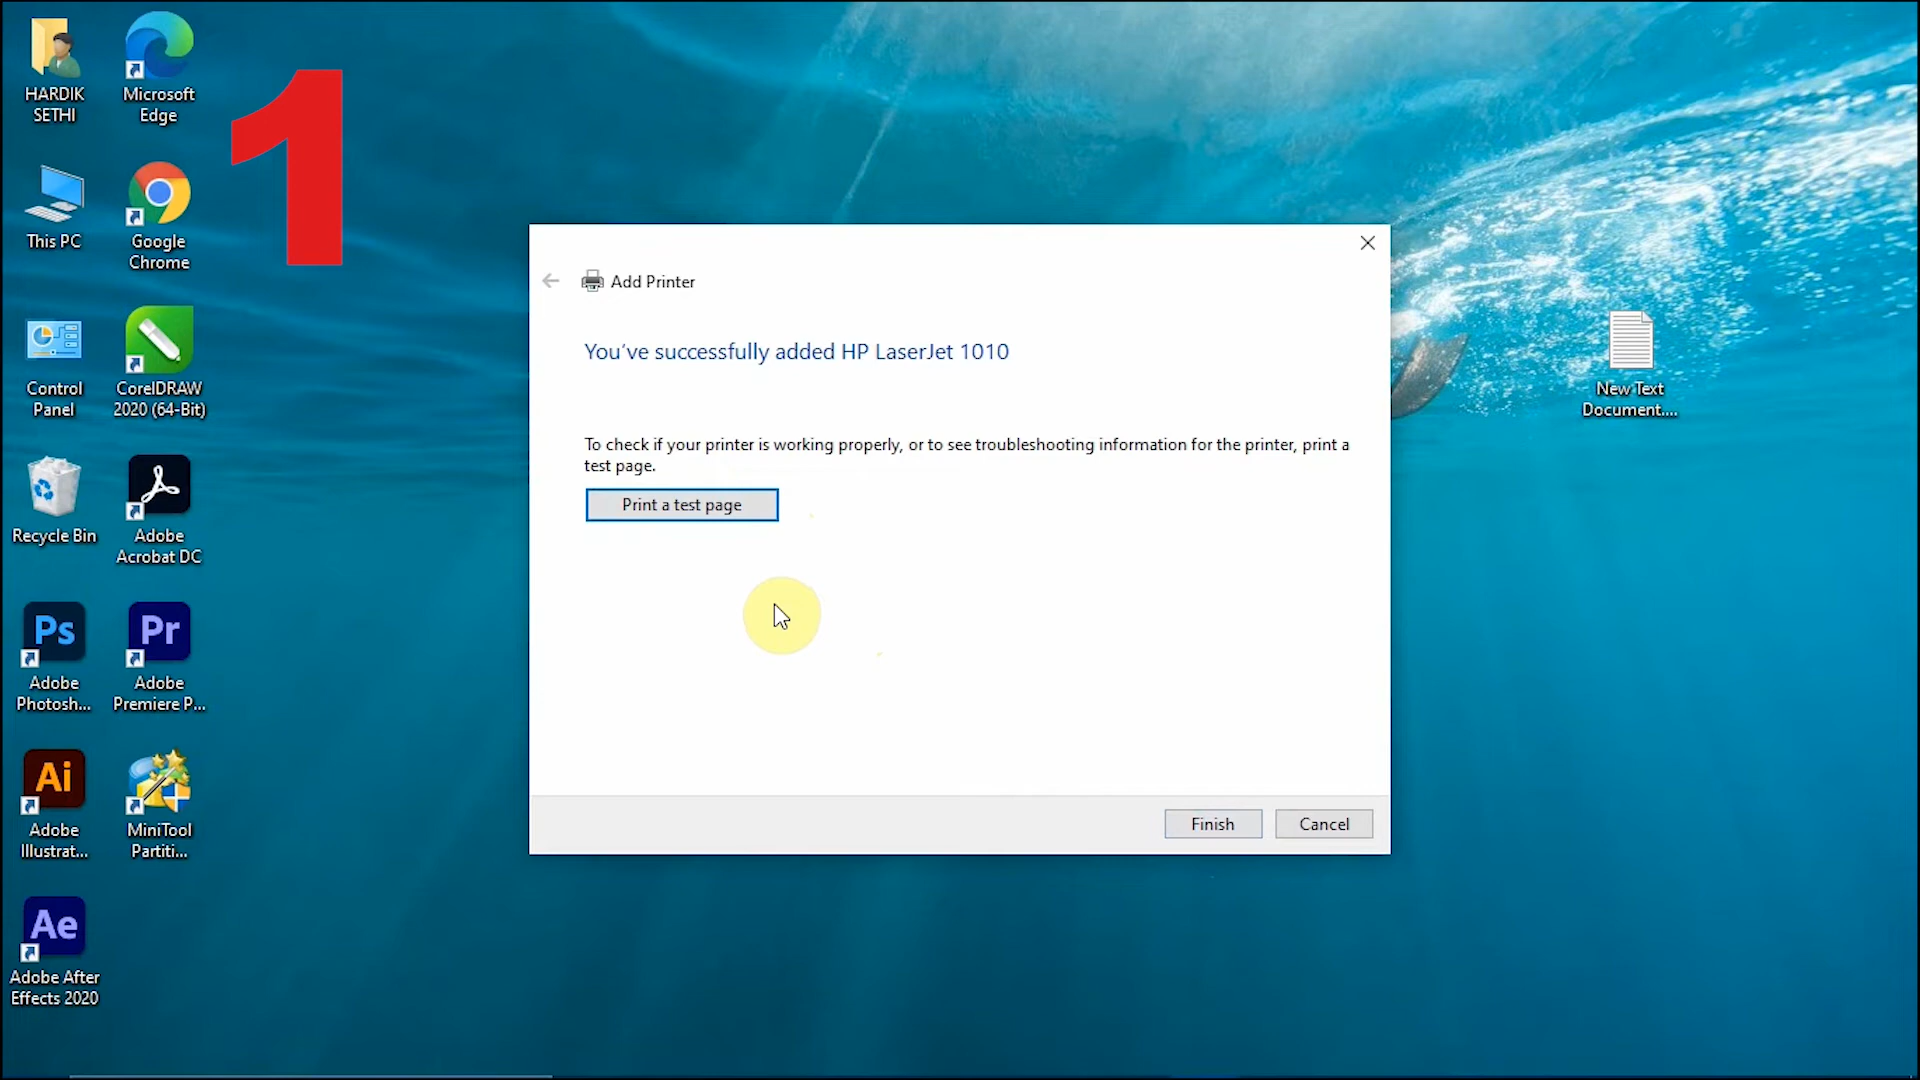 HARDIK
SETHI
Microsoft
Edge
1
This PC
Google
Chrome
Control
Panel
CorelDRAW
2020 (64-Bit)
Recycle Bin
Adobe
Acrobat DC
Ps
Adobe
Photosh...
Pr
Adobe
Premiere P...
Ai
Adobe
Illustrat...
MiniTool
Partiti...
Ae
Adobe After
Effects 2020
Add Printer
You've successfully added HP LaserJet 1010
To check if your printer is working properly, or to see troubleshooting information for the printer, print a
test page.
Print a test page
Finish
Cancel
New Text
Document....